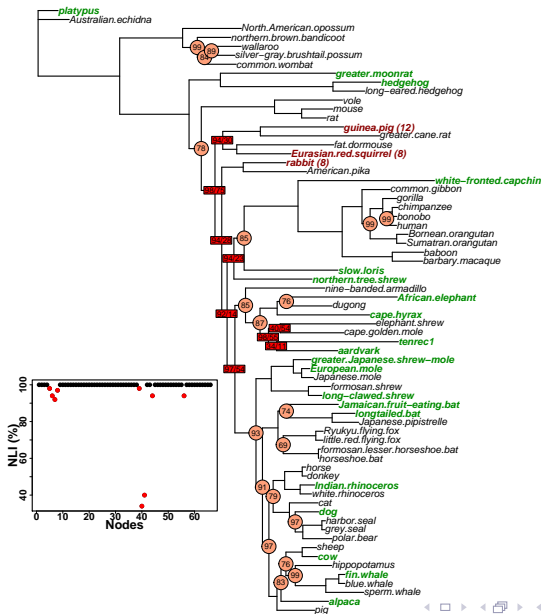 platypus
Australian.echidna
North.American.opossum
northern.brown.bandicoot
99
89
wallaroo
84
silver-gray.brushtail.possum
common.wombat
greater.moonrat
hedgehog
long-eared.hedgehog
vole
mouse
rat
guinea.pig (12)
greater.cane.rat
78
fat.dormouse
Eurasian.red.squirrel (8)
rabbit (8)
American.pika
white-fronted.capchin
common.gibbon
gorilla
chimpanzee
99
99
bonobo
human
Bornean.orangutan
85
Sumatran.orangutan
baboon
barbary.macaque
slow.loris
northern.tree.shrew
nine-banded.armadillo
African.elephant
85
76
dugong
cape.hyrax
87
elephant.shrew
cape.golden.mole
tenrec1
aardvark
greater.Japanese.shrew-mole
European.mole
Japanese.mole
formosan.shrew
long-clawed.shrew
Jamaican.fruit-eating.bat
74
longtailed.bat
Japanese.pipistrelle
93
Ryukyu.flying.fox
little.red.flying.fox
69
formosan.lesser.horseshoe.bat
horseshoe.bat
horse
donkey
91
Indian.rhinoceros
79
white.rhinoceros
cat
dog
97
harbor.seal
grey.seal
polar.bear
97
sheep
cow
76
hippopotamus
99
fin.whale
83
blue.whale
sperm.whale
alpaca
pig
NLI (%)
100
80
60
40
0
10
20
30
40
50
60
Nodes